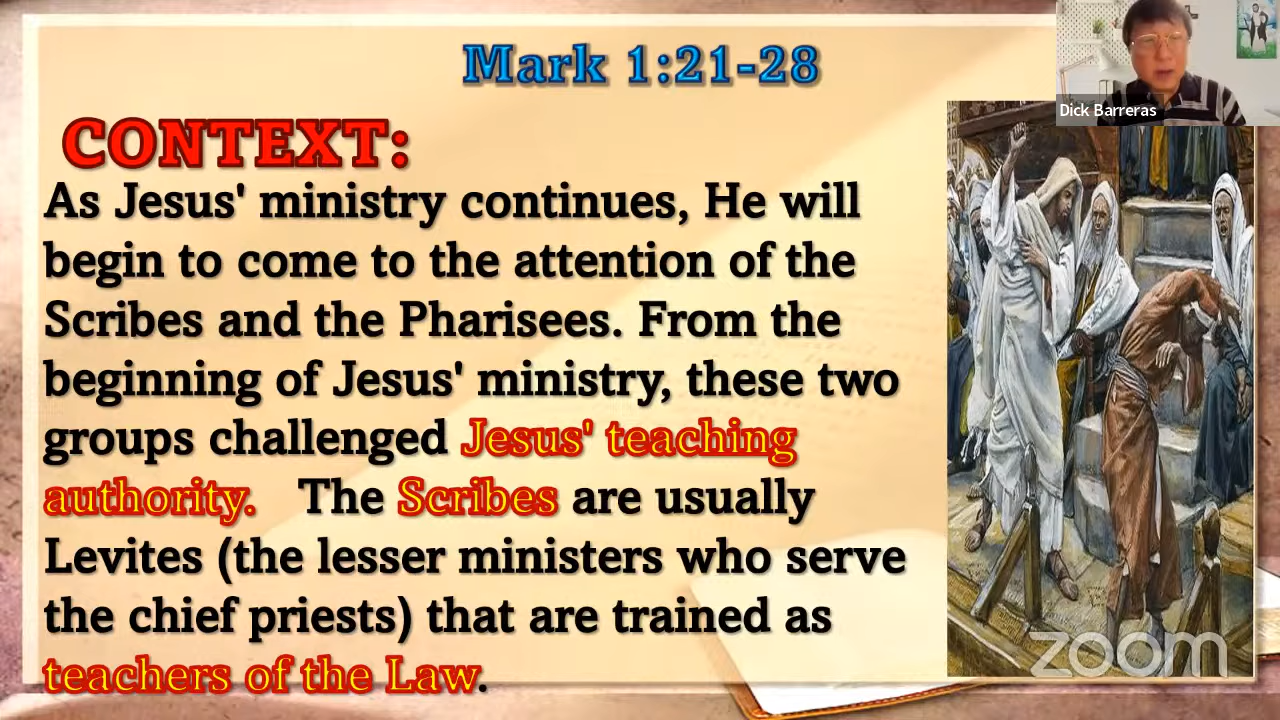 Mark 1:21-28
Dick Barreras
CONTEXT:
As Jesus' ministry continues, He will
begin to come to the attention of the
Scribes and the Pharisees. From the
beginning of Jesus' ministry, these two
groups challenged Jesus' teaching
authority. The Scribes are usually
Levites (the lesser ministers who serve
the chief priests) that are trained as
teachers of the Law.
zoom